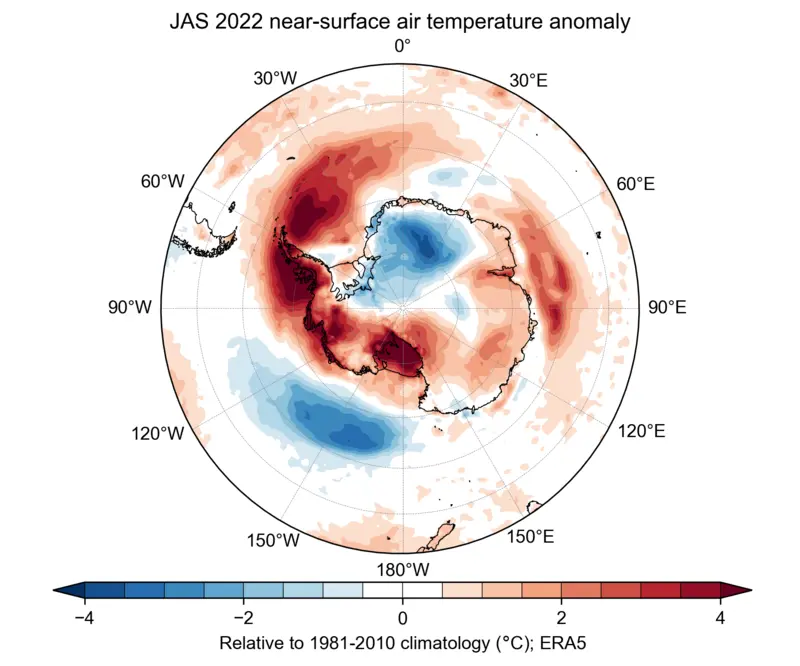 JAS 2022 near-surface air temperature anomaly
0°
30°W
30°E
60°W
60°E
90°W
90°E
120°W
120°E
150°W
150°E
180°W
−4
−2
0
2
4
Relative to 1981-2010 climatology (°C); ERA5